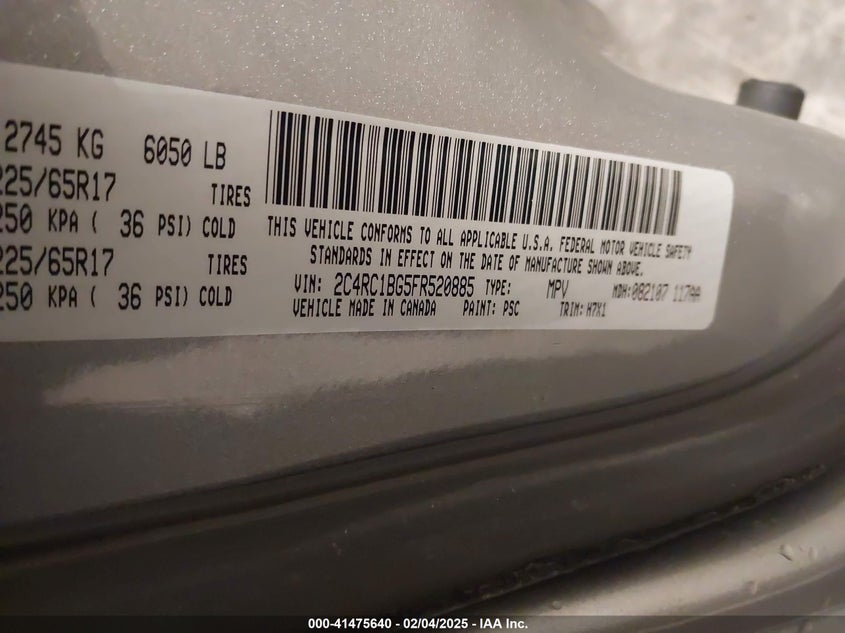 2745 KG 6050 LB
225/65R17 TIRES
250 KPA ( 36 PSI) COLD
225/65R17 TIRES
250 KPA ( 36 PSI) COLD
THIS VEHICLE CONFORMS TO ALL APPLICABLE U.S.A. FEDERAL MOTOR VEHICLE SAFETY
STANDARDS IN EFFECT ON THE DATE OF MANUFACTURE SHOWN ABOVE.
VIN: 2C4RC1BG5FR520885 TYPE: MPV MDH:082107 117AA
VEHICLE MADE IN CANADA PAINT: PSC TRIM: H7X1
000-41475640 - 02/04/2025 - IAA Inc.